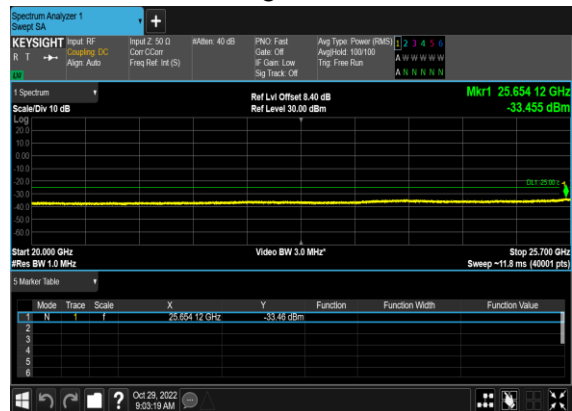 Spectrum Analyzer 1
Swept SA
+
KEYSIGHT Input: RF Input Z: 50 Ω #Atten: 40 dB PNO: Fast Avg Type: Power (RMS) 1 2 3 4 5 6
R T Coupling: DC Corr CCorr Gate: Off Avg|Hold: 100/100 A W W W W W
Align: Auto Freq Ref: Int (S) IF Gain: Low Trig: Free Run
Sig Track: Off A N N N N N
1 Spectrum Ref Lvl Offset 8.40 dB Mkr1 25.654 12 GHz
Scale/Div 10 dB Ref Level 30.00 dBm -33.455 dBm
Log
20.0
10.0
0.00
-10.0
-20.0
-30.0
-40.0
-50.0
-60.0
1
Start 20.000 GHz Video BW 3.0 MHz* Stop 25.700 GHz
#Res BW 1.0 MHz Sweep ~11.8 ms (40001 pts)
5 Marker Table
Mode Trace Scale X Y Function Function Width Function Value
1 N 1 f 25.654 12 GHz -33.46 dBm
2
3
4
5
6
? Oct 29, 2022
9:03:19 AM